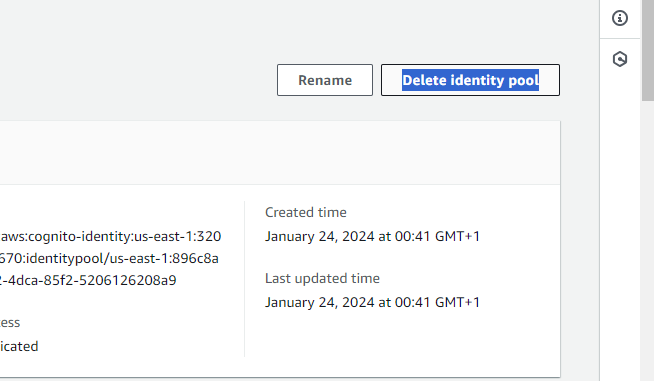 Rename
Delete identity pool
aws:cognito-identity:us-east-1:320
670:identitypool/us-east-1:896c8a
2-4dca-85f2-5206126208a9
Created time
January 24, 2024 at 00:41 GMT+1
Last updated time
January 24, 2024 at 00:41 GMT+1
cess
icated